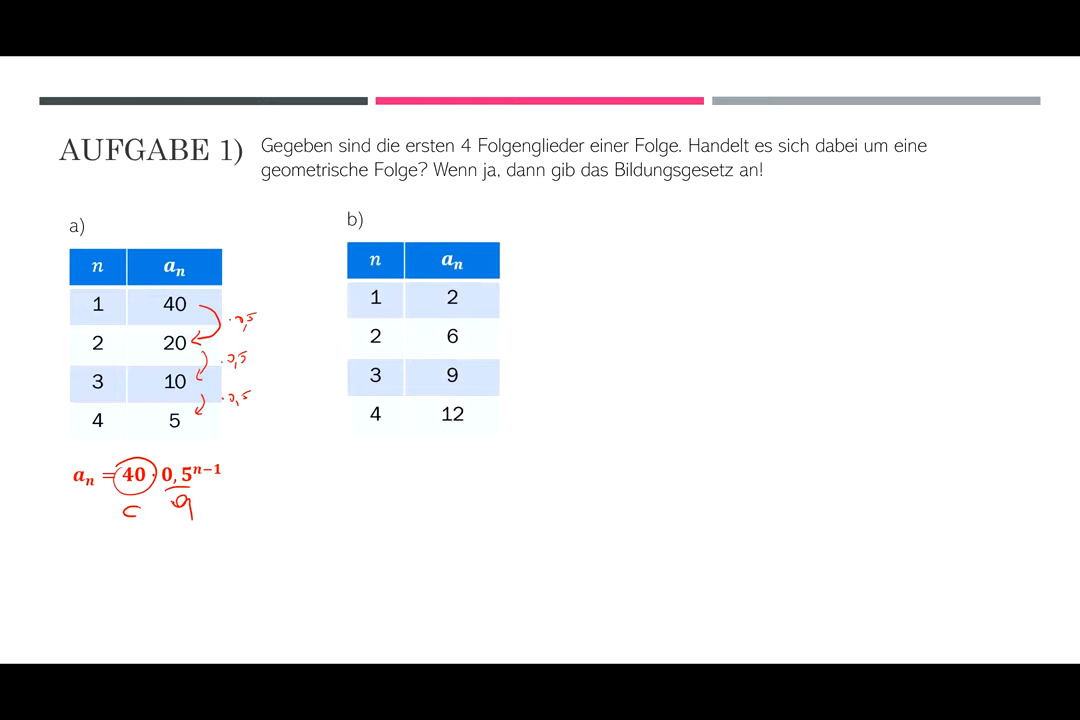 AUFGABE 1)
Gegeben sind die ersten 4 Folgenglieder einer Folge. Handelt es sich dabei um eine
geometrische Folge? Wenn ja, dann gib das Bildungsgesetz an!
a)
n aₙ
1 40
2 20
3 10
4 5
· 0,5
· 0,5
· 0,5
aₙ = 40 · 0,5ⁿ⁻¹
c q
b)
n aₙ
1 2
2 6
3 9
4 12